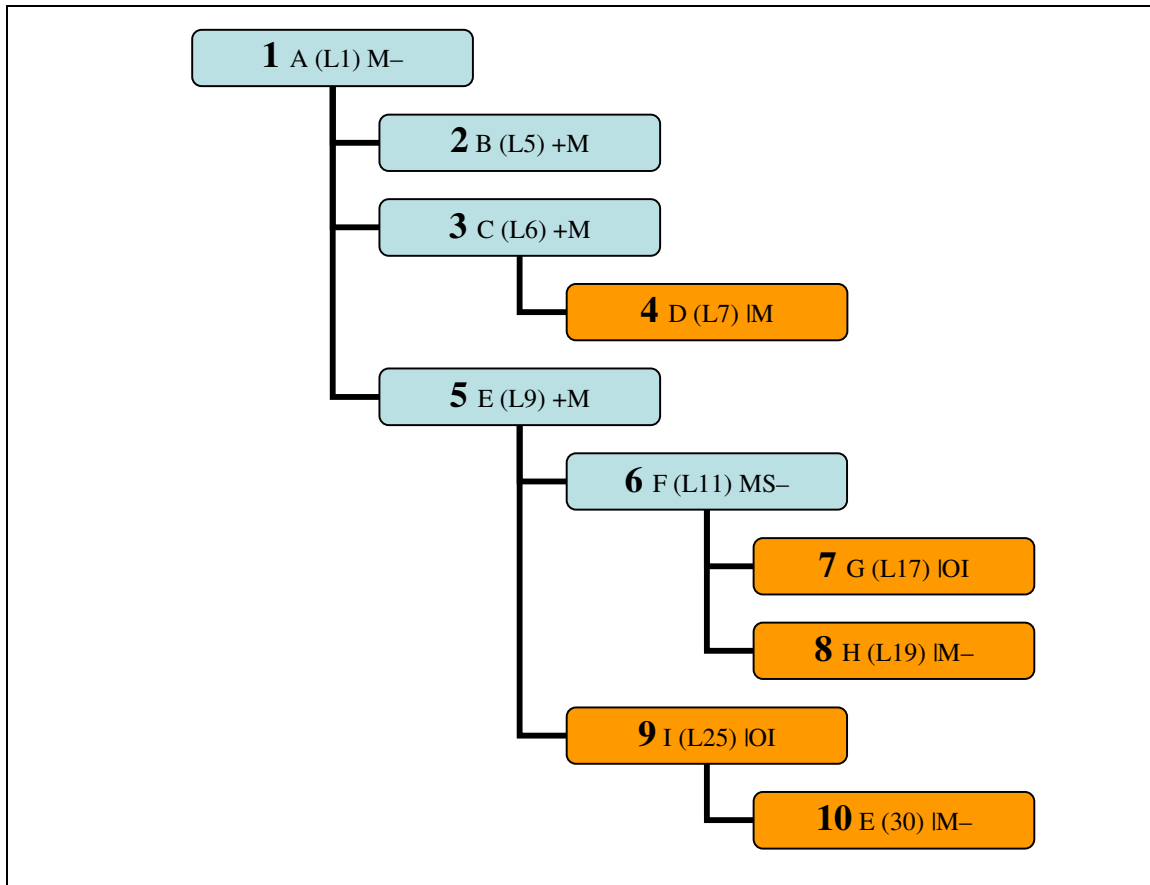 1 A (L1) M–
2 B (L5) +M
3 C (L6) +M
4 D (L7) |M
5 E (L9) +M
6 F (L11) MS–
7 G (L17) |OI
8 H (L19) |M–
9 I (L25) |OI
10 E (30) |M–